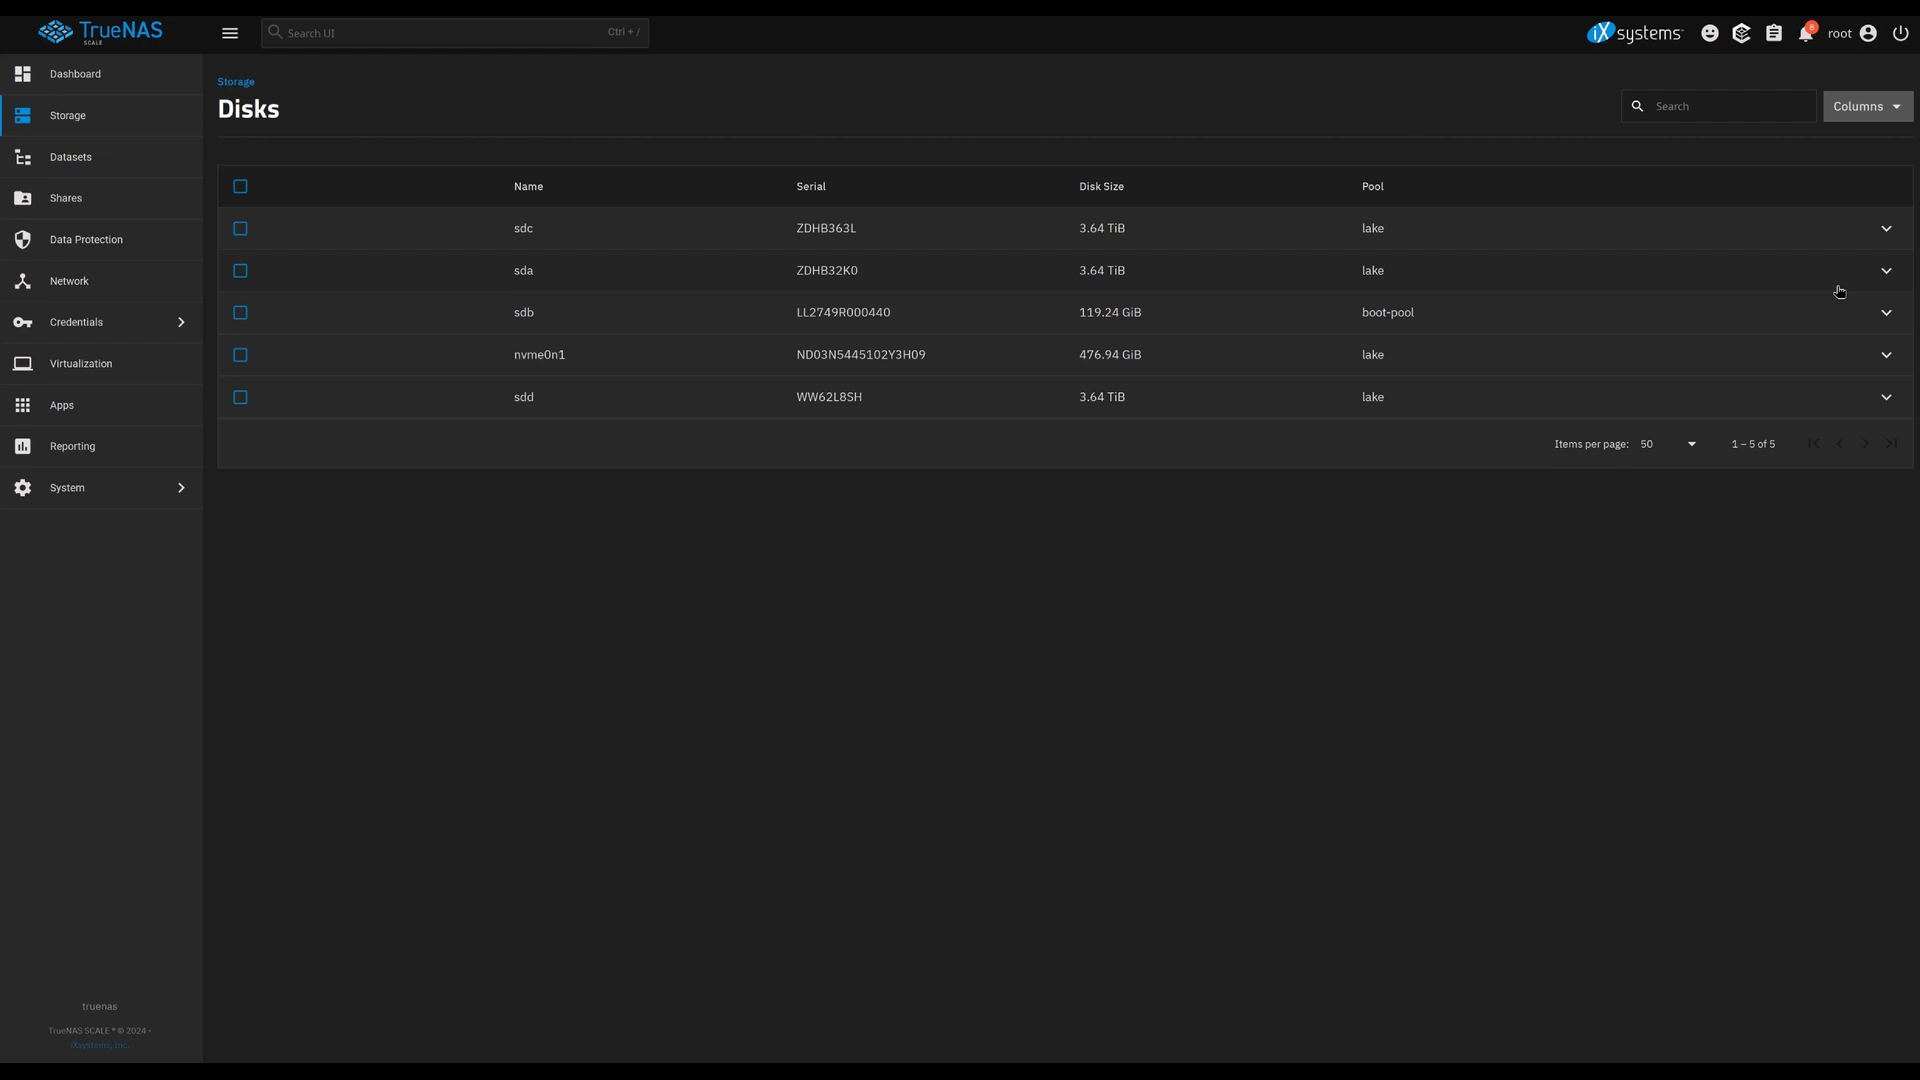 TrueNAS
SCALE
Search UI
Ctrl + /
iXsystems
8
root
Dashboard
Storage
Datasets
Shares
Data Protection
Network
Credentials
Virtualization
Apps
Reporting
System
Storage
Disks
Search
Columns
Name Serial Disk Size Pool
sdc ZDHB363L 3.64 TiB lake
sda ZDHB32K0 3.64 TiB lake
sdb LL2749R000440 119.24 GiB boot-pool
nvme0n1 ND03N5445102Y3H09 476.94 GiB lake
sdd WW62L8SH 3.64 TiB lake
Items per page: 50 1 – 5 of 5
truenas
TrueNAS SCALE ® © 2024 -
iXsystems, Inc.